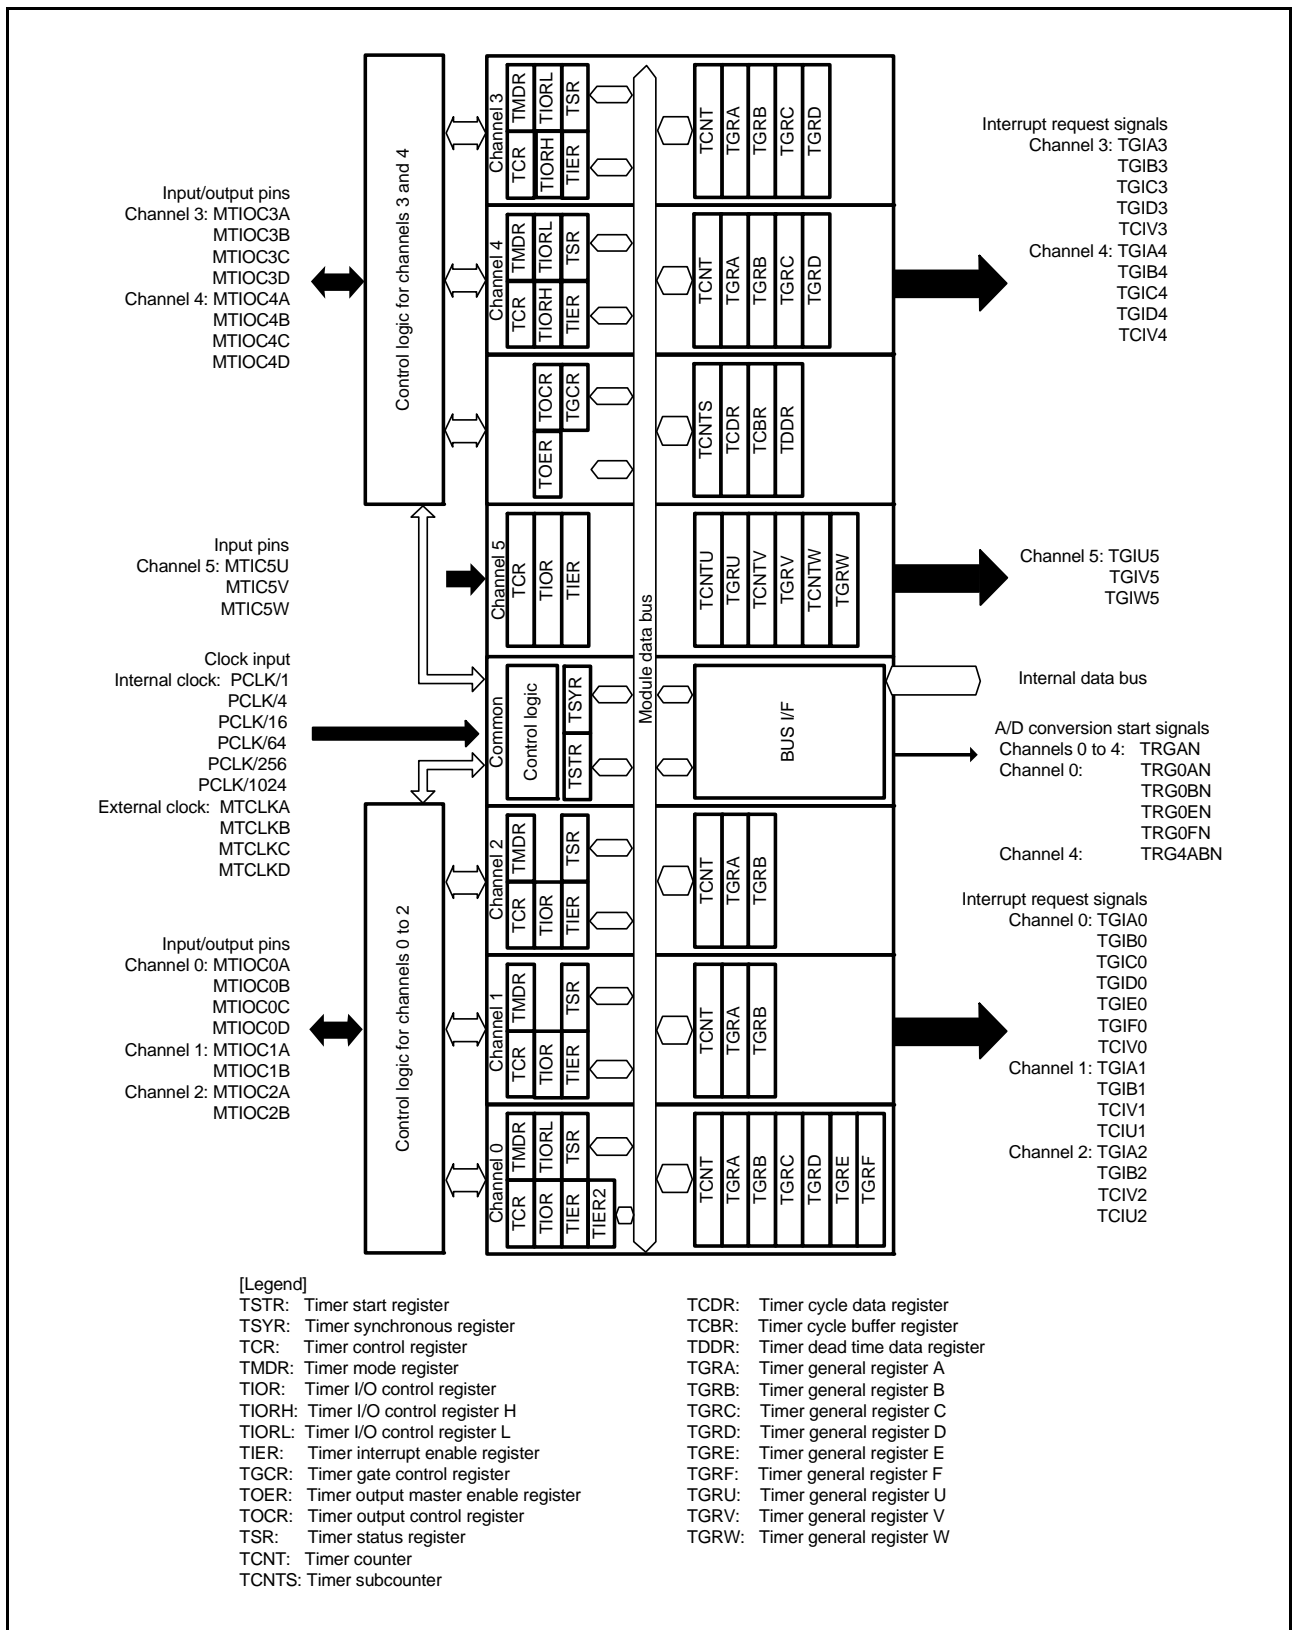 Input/output pins
Channel 3: MTIOC3A
MTIOC3B
MTIOC3C
MTIOC3D
Channel 4: MTIOC4A
MTIOC4B
MTIOC4C
MTIOC4D
Input pins
Channel 5: MTIC5U
MTIC5V
MTIC5W
Clock input
Internal clock: PCLK/1
PCLK/4
PCLK/16
PCLK/64
PCLK/256
PCLK/1024
External clock: MTCLKA
MTCLKB
MTCLKC
MTCLKD
Input/output pins
Channel 0: MTIOC0A
MTIOC0B
MTIOC0C
MTIOC0D
Channel 1: MTIOC1A
MTIOC1B
Channel 2: MTIOC2A
MTIOC2B
Control logic for channels 3 and 4
Control logic for channels 0 to 2
Channel 3
TMDR
TIORL
TSR
TCR
TIORH
TIER
TCNT
TGRA
TGRB
TGRC
TGRD
Channel 4
TMDR
TIORL
TSR
TCR
TIORH
TIER
TCNT
TGRA
TGRB
TGRC
TGRD
TOCR
TGCR
TOER
TCNTS
TCDR
TCBR
TDDR
Channel 5
TCR
TIOR
TIER
TCNTU
TGRU
TCNTV
TGRV
TCNTW
TGRW
Module data bus
Common
Control logic
TSYR
TSTR
BUS I/F
Channel 2
TMDR
TSR
TCR
TIOR
TIER
TCNT
TGRA
TGRB
Channel 1
TMDR
TSR
TCR
TIOR
TIER
TCNT
TGRA
TGRB
Channel 0
TMDR
TIORL
TSR
TCR
TIOR
TIER
TIER2
TCNT
TGRA
TGRB
TGRC
TGRD
TGRE
TGRF
Interrupt request signals
Channel 3: TGIA3
TGIB3
TGIC3
TGID3
TCIV3
Channel 4: TGIA4
TGIB4
TGIC4
TGID4
TCIV4
Channel 5: TGIU5
TGIV5
TGIW5
Internal data bus
A/D conversion start signals
Channels 0 to 4: TRGAN
Channel 0: TRG0AN
TRG0BN
TRG0EN
TRG0FN
Channel 4: TRG4ABN
Interrupt request signals
Channel 0: TGIA0
TGIB0
TGIC0
TGID0
TGIE0
TGIF0
TCIV0
Channel 1: TGIA1
TGIB1
TCIV1
TCIU1
Channel 2: TGIA2
TGIB2
TCIV2
TCIU2
[Legend]
TSTR: Timer start register
TSYR: Timer synchronous register
TCR: Timer control register
TMDR: Timer mode register
TIOR: Timer I/O control register
TIORH: Timer I/O control register H
TIORL: Timer I/O control register L
TIER: Timer interrupt enable register
TGCR: Timer gate control register
TOER: Timer output master enable register
TOCR: Timer output control register
TSR: Timer status register
TCNT: Timer counter
TCNTS: Timer subcounter
TCDR: Timer cycle data register
TCBR: Timer cycle buffer register
TDDR: Timer dead time data register
TGRA: Timer general register A
TGRB: Timer general register B
TGRC: Timer general register C
TGRD: Timer general register D
TGRE: Timer general register E
TGRF: Timer general register F
TGRU: Timer general register U
TGRV: Timer general register V
TGRW: Timer general register W